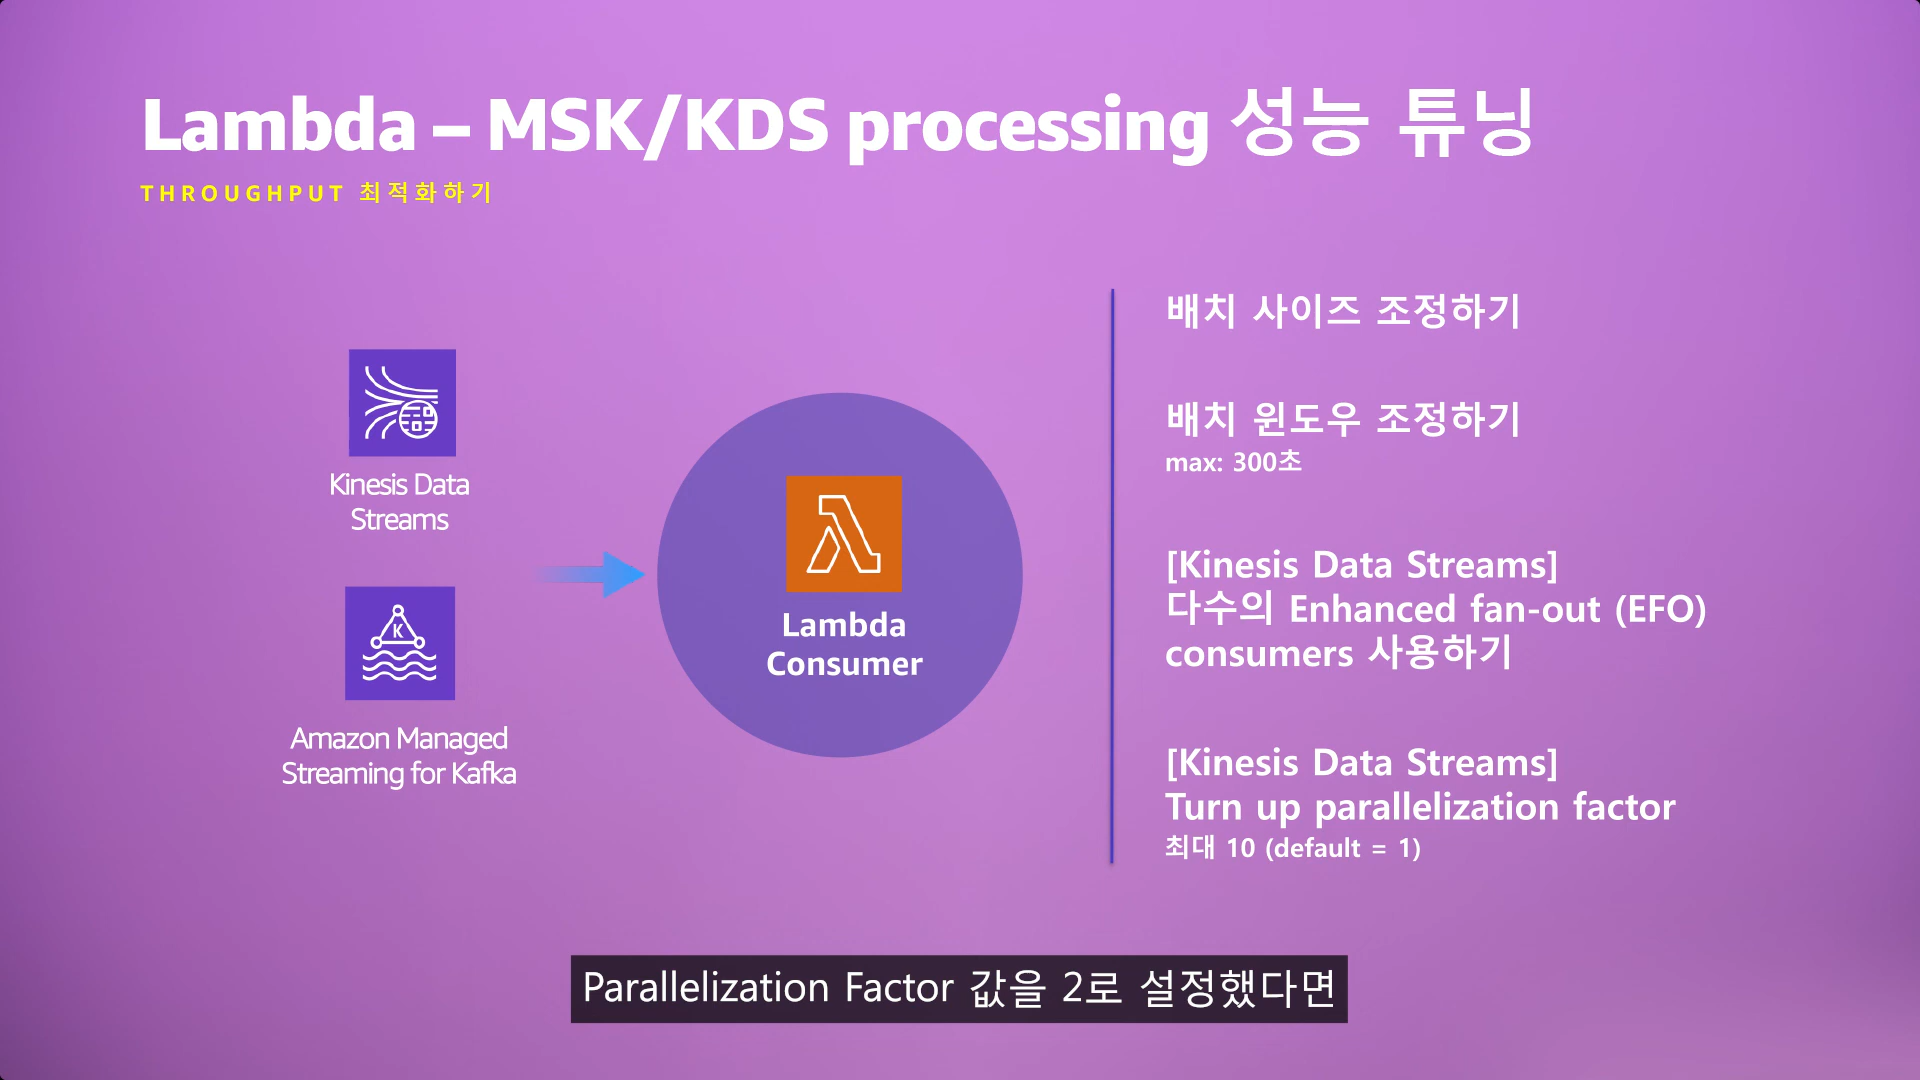 Lambda – MSK/KDS processing 성능 튜닝
THROUGHPUT 최적화하기
Kinesis Data
Streams
Amazon Managed
Streaming for Kafka
K
Lambda
Consumer
배치 사이즈 조정하기
배치 윈도우 조정하기
max: 300초
[Kinesis Data Streams]
다수의 Enhanced fan-out (EFO)
consumers 사용하기
[Kinesis Data Streams]
Turn up parallelization factor
최대 10 (default = 1)
Parallelization Factor 값을 2로 설정했다면